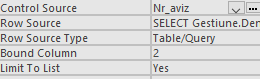 Control Source Nr_aviz
Row Source SELECT Gestiune.Den
Row Source Type Table/Query
Bound Column 2
Limit To List Yes